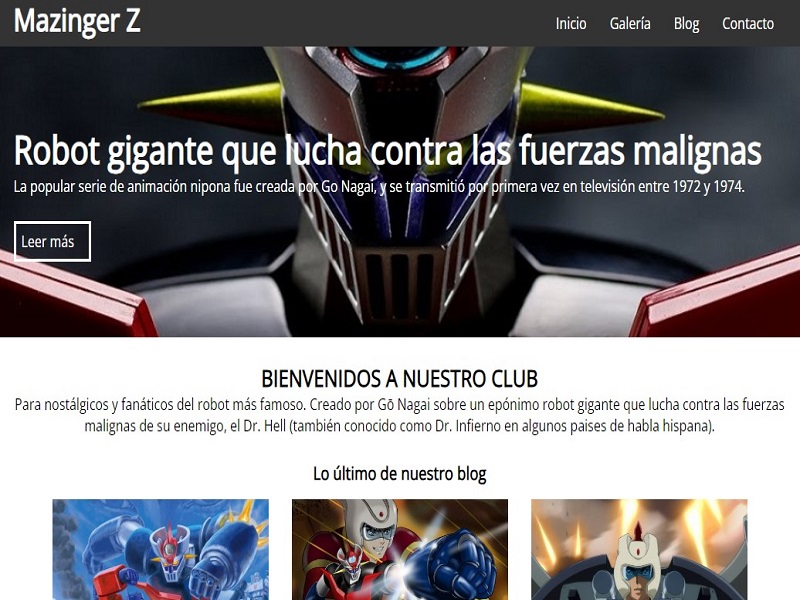 Mazinger Z
Inicio Galería Blog Contacto
Robot gigante que lucha contra las fuerzas malignas
La popular serie de animación nipona fue creada por Go Nagai, y se transmitió por primera vez en televisión entre 1972 y 1974.
Leer más
BIENVENIDOS A NUESTRO CLUB
Para nostálgicos y fanáticos del robot más famoso. Creado por Gō Nagai sobre un epónimo robot gigante que lucha contra las fuerzas
malignas de su enemigo, el Dr. Hell (también conocido como Dr. Infierno en algunos paises de habla hispana).
Lo último de nuestro blog